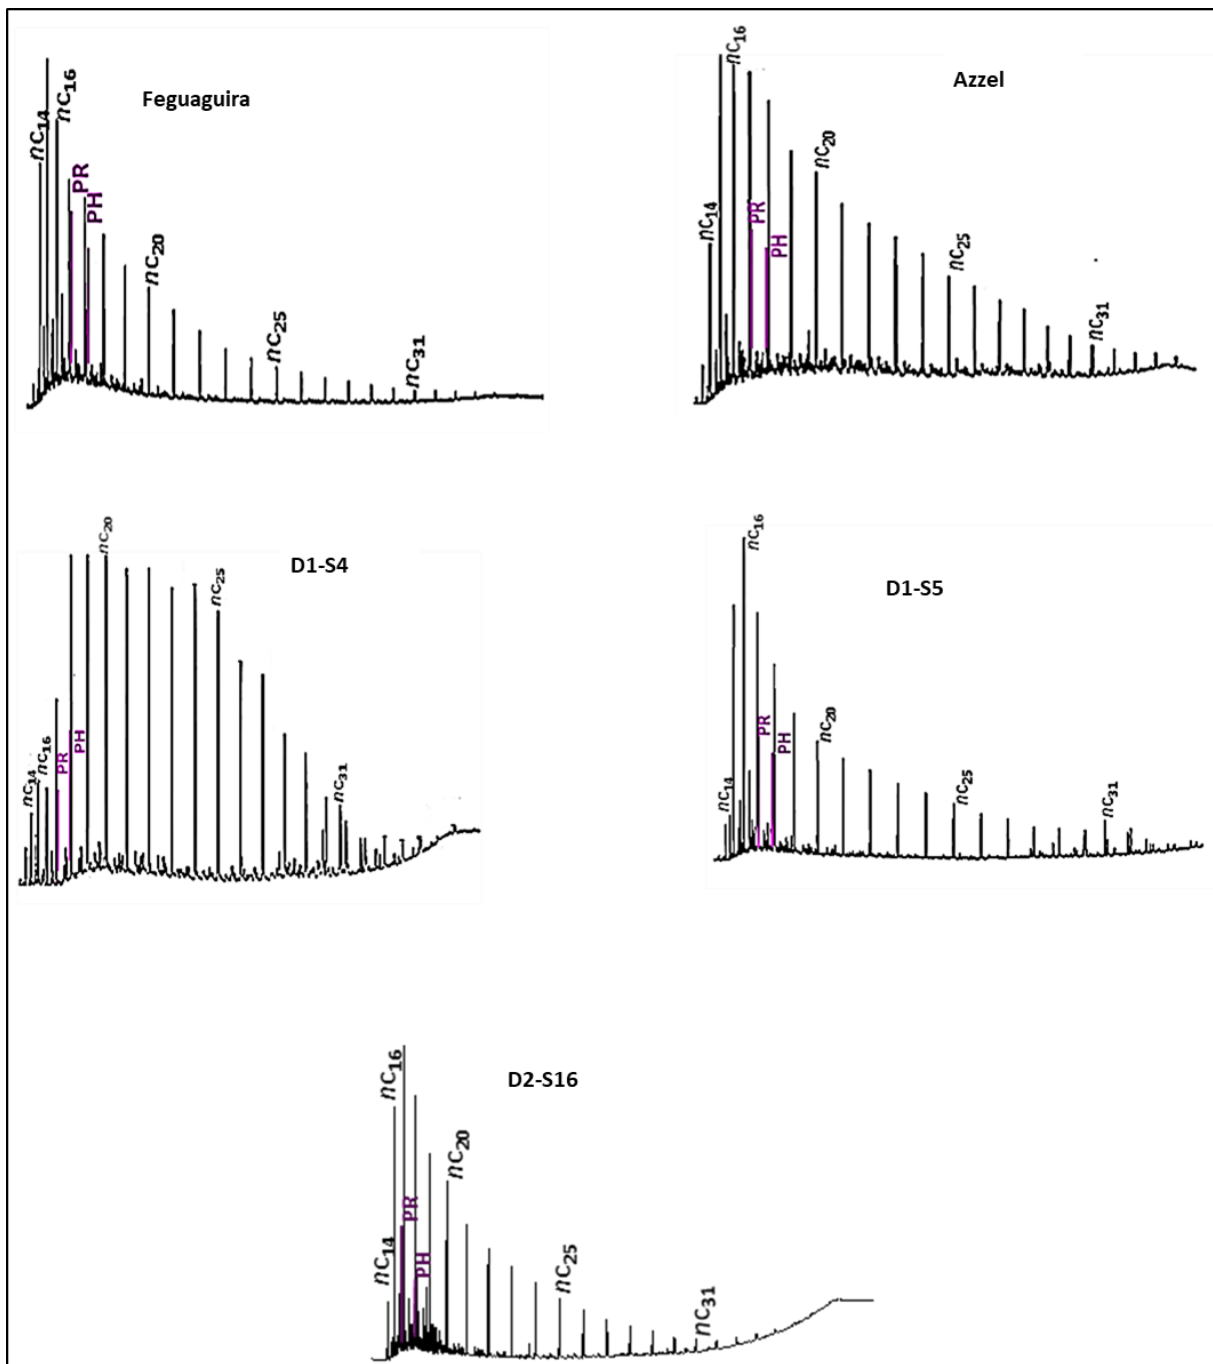 Feguaguira
nC14
nC16
PR
PH
nC20
nC25
nC31
Azzel
nC14
nC16
PR
PH
nC20
nC25
nC31
D1-S4
nC14
nC16
PR
PH
nC20
nC25
nC31
D1-S5
nC14
nC16
PR
PH
nC20
nC25
nC31
D2-S16
nC14
nC16
PR
PH
nC20
nC25
nC31